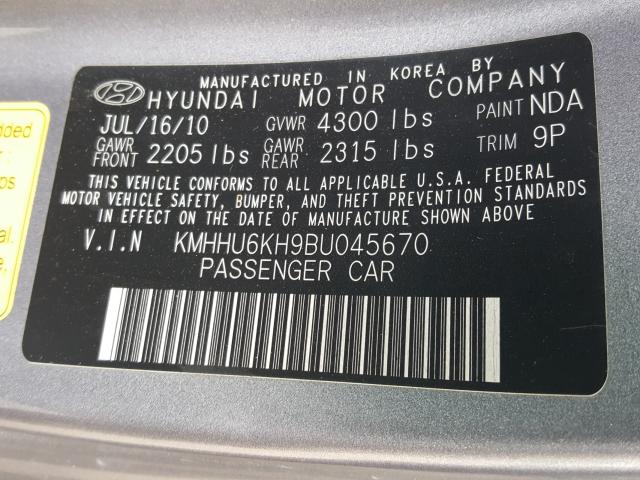 MANUFACTURED IN KOREA BY
HYUNDAI MOTOR COMPANY
JUL/16/10 GVWR 4300 lbs PAINT NDA
GAWR FRONT 2205 lbs GAWR REAR 2315 lbs TRIM 9P
THIS VEHICLE CONFORMS TO ALL APPLICABLE U.S.A. FEDERAL
MOTOR VEHICLE SAFETY, BUMPER, AND THEFT PREVENTION STANDARDS
IN EFFECT ON THE DATE OF MANUFACTURE SHOWN ABOVE
V.I.N KMHHU6KH9BU045670
PASSENGER CAR